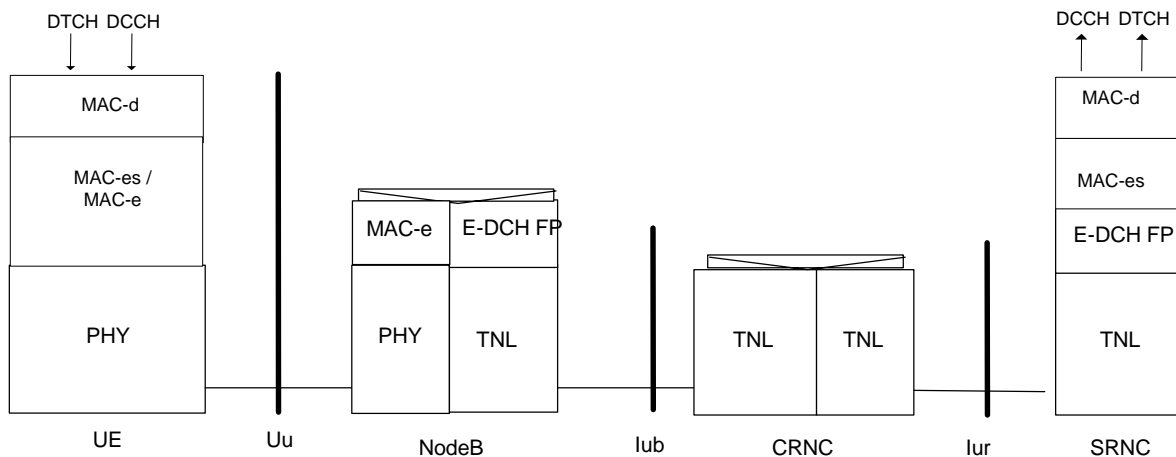 DTCH DCCH
DCCH DTCH
MAC-d
MAC-d
MAC-es /
MAC-e
MAC-es
MAC-e
E-DCH FP
E-DCH FP
PHY
PHY
TNL
TNL
TNL
TNL
UE
Uu
NodeB
Iub
CRNC
Iur
SRNC